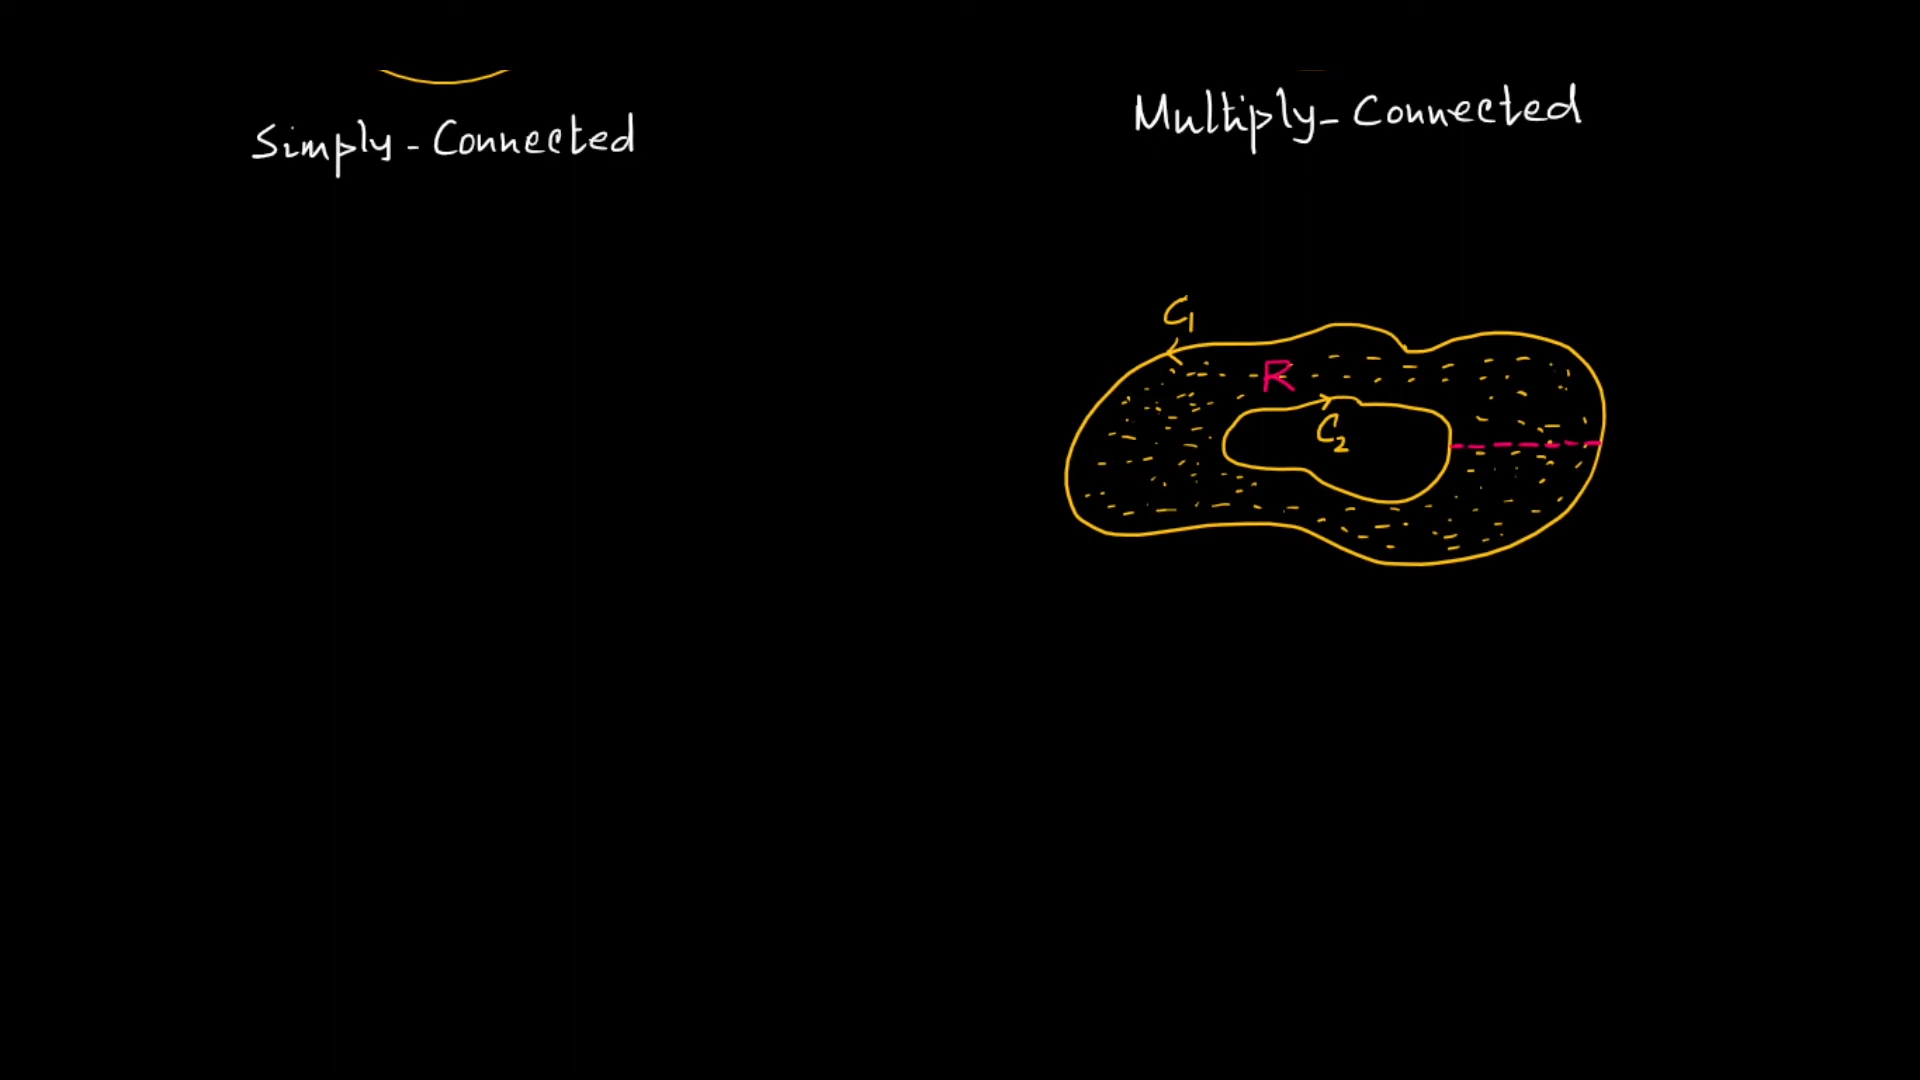 Simply-Connected
Multiply-Connected
C₁
R
C₂